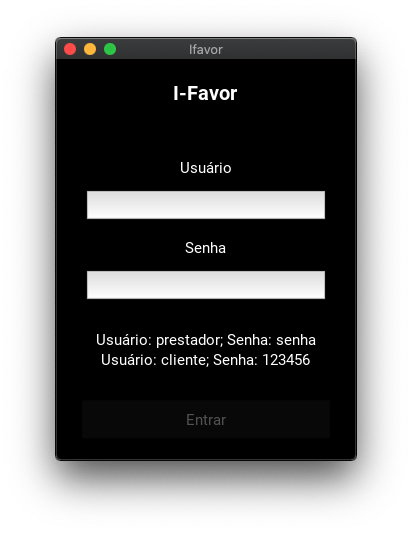 Ifavor
I-Favor
Usuário
Senha
Usuário: prestador; Senha: senha
Usuário: cliente; Senha: 123456
Entrar